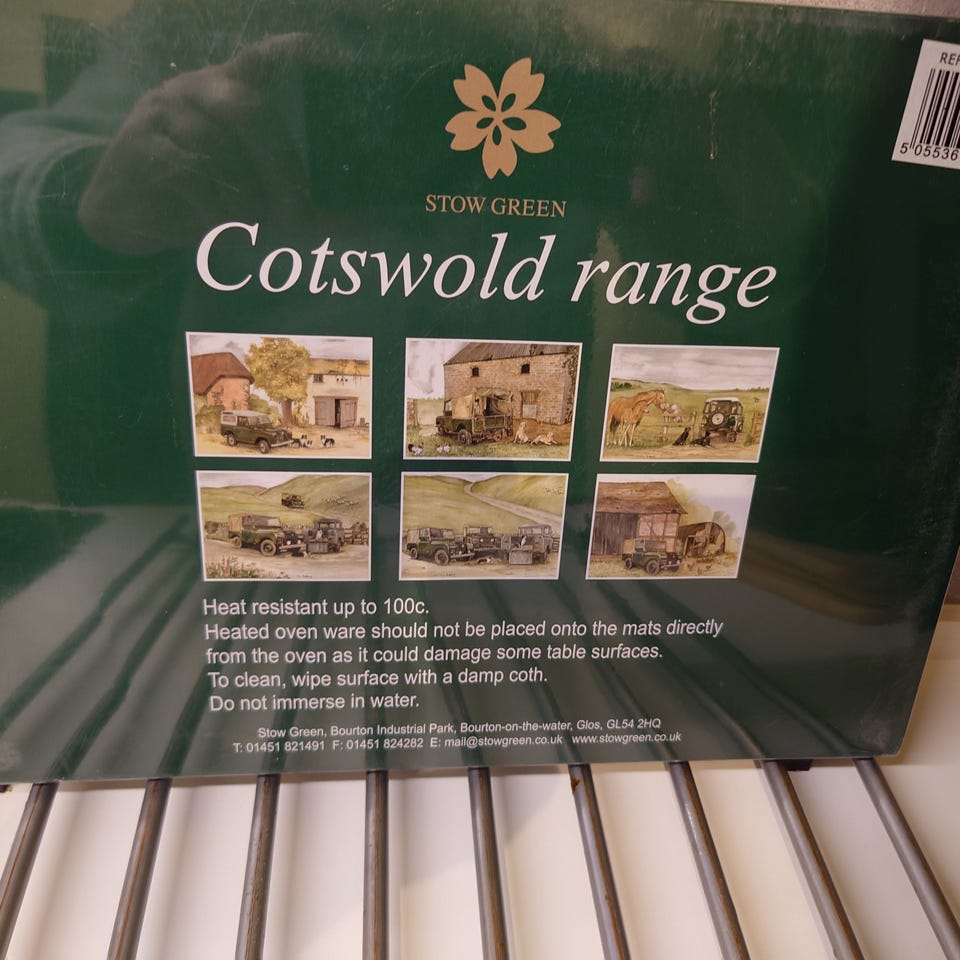 STOW GREEN
Cotswold range
REF
5 05536
Heat resistant up to 100c.
Heated oven ware should not be placed onto the mats directly
from the oven as it could damage some table surfaces.
To clean, wipe surface with a damp coth.
Do not immerse in water.
Stow Green, Bourton Industrial Park, Bourton-on-the-water, Glos, GL54 2HQ
T: 01451 821491 F: 01451 824282 E: mail@stowgreen.co.uk www.stowgreen.co.uk